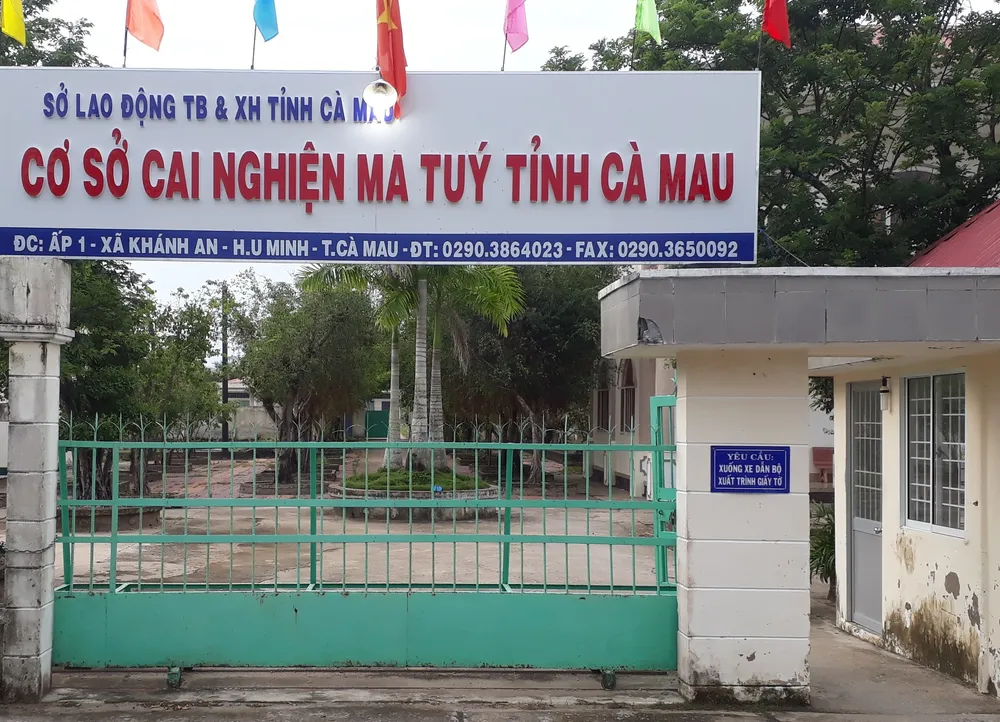 SỞ LAO ĐỘNG TB & XH TỈNH CÀ MAU
CƠ SỞ CAI NGHIỆN MA TUÝ TỈNH CÀ MAU
ĐC: ẤP 1 - XÃ KHÁNH AN - H.U MINH - T.CÀ MAU - ĐT: 0290.3864023 - FAX: 0290.3650092
YÊU CẦU:
XUỐNG XE DẪN BỘ
XUẤT TRÌNH GIẤY TỜ